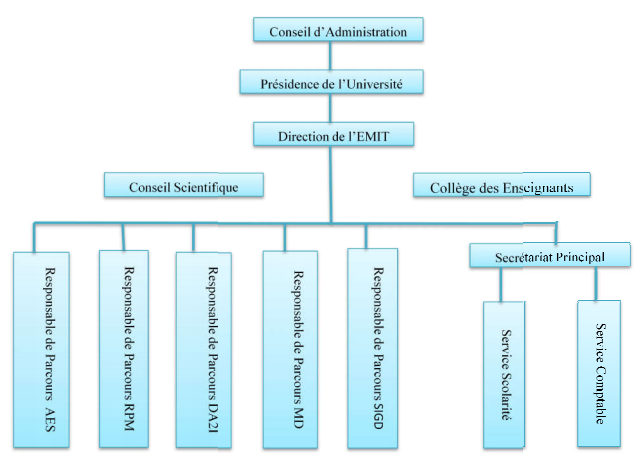 Conseil d'Administration
Présidence de l'Université
Direction de l'EMIT
Conseil Scientifique
Collège des Enseignants
Secrétariat Principal
Responsable de Parcours AES
Responsable de Parcours RPM
Responsable de Parcours DA2I
Responsable de Parcours MD
Responsable de Parcours SIGD
Service Scolarité
Service Comptable